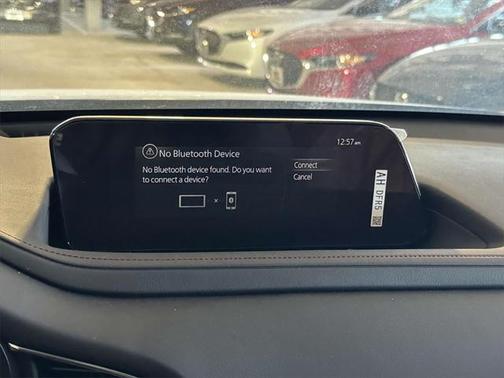 No Bluetooth Device
12:57 am
No Bluetooth device found. Do you want
to connect a device?
Connect
Cancel
AH DFR5